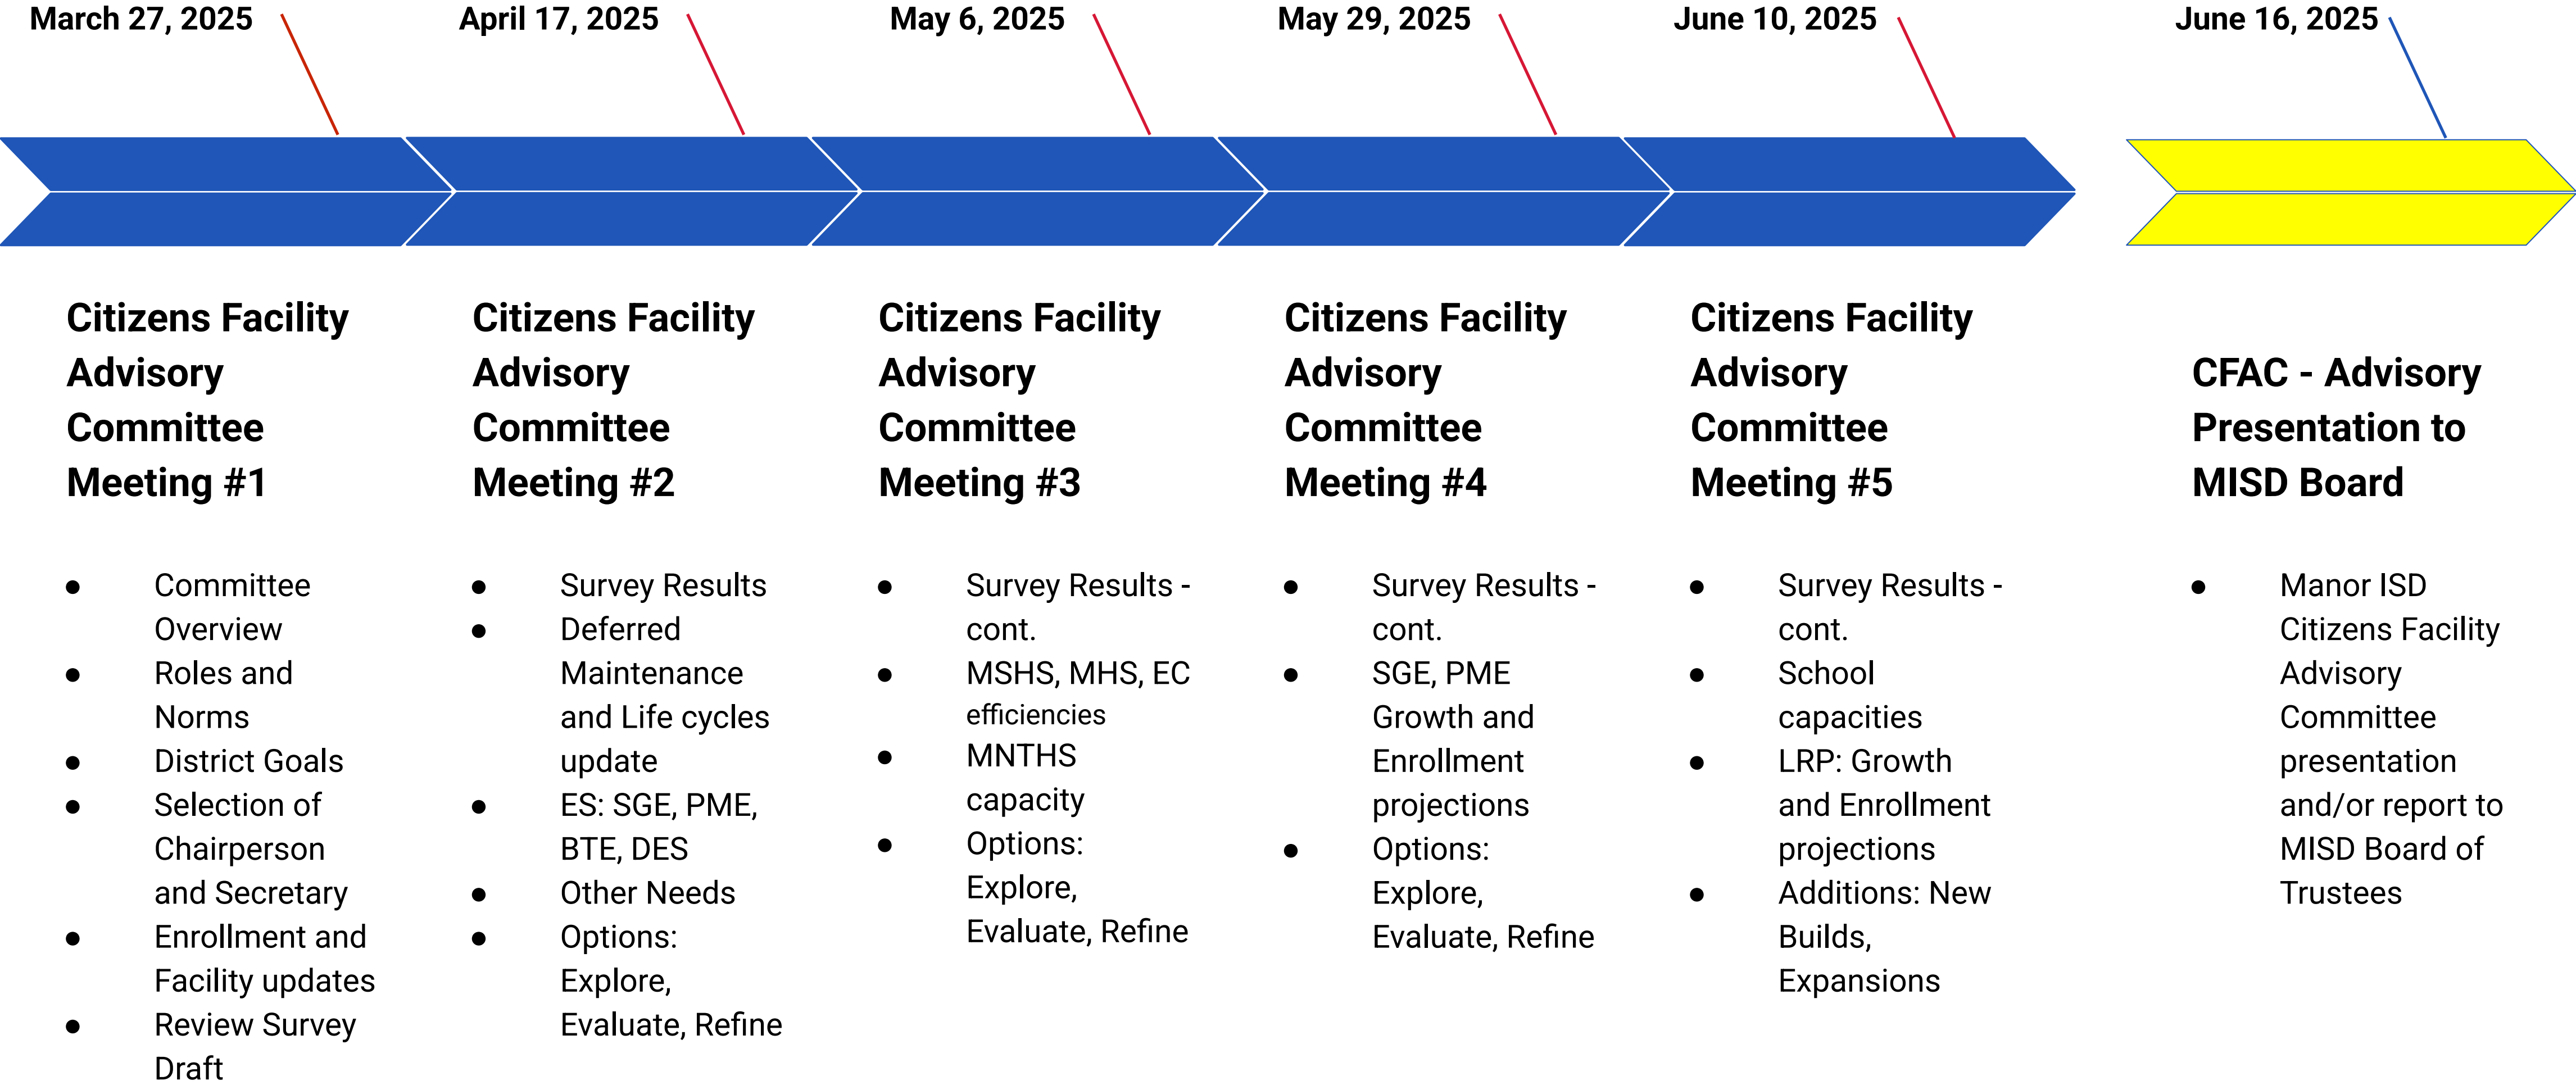 March 27, 2025
April 17, 2025
May 6, 2025
May 29, 2025
June 10, 2025
June 16, 2025
Citizens Facility
Advisory
Committee
Meeting #1
● Committee
Overview
● Roles and
Norms
● District Goals
● Selection of
Chairperson
and Secretary
● Enrollment and
Facility updates
● Review Survey
Draft
Citizens Facility
Advisory
Committee
Meeting #2
● Survey Results
● Deferred
Maintenance
and Life cycles
update
● ES: SGE, PME,
BTE, DES
● Other Needs
● Options:
Explore,
Evaluate, Refine
Citizens Facility
Advisory
Committee
Meeting #3
● Survey Results -
cont.
● MSHS, MHS, EC
efficiencies
● MNTHS
capacity
● Options:
Explore,
Evaluate, Refine
Citizens Facility
Advisory
Committee
Meeting #4
● Survey Results -
cont.
● SGE, PME
Growth and
Enrollment
projections
● Options:
Explore,
Evaluate, Refine
Citizens Facility
Advisory
Committee
Meeting #5
● Survey Results -
cont.
● School
capacities
● LRP: Growth
and Enrollment
projections
● Additions: New
Builds,
Expansions
CFAC - Advisory
Presentation to
MISD Board
● Manor ISD
Citizens Facility
Advisory
Committee
presentation
and/or report to
MISD Board of
Trustees